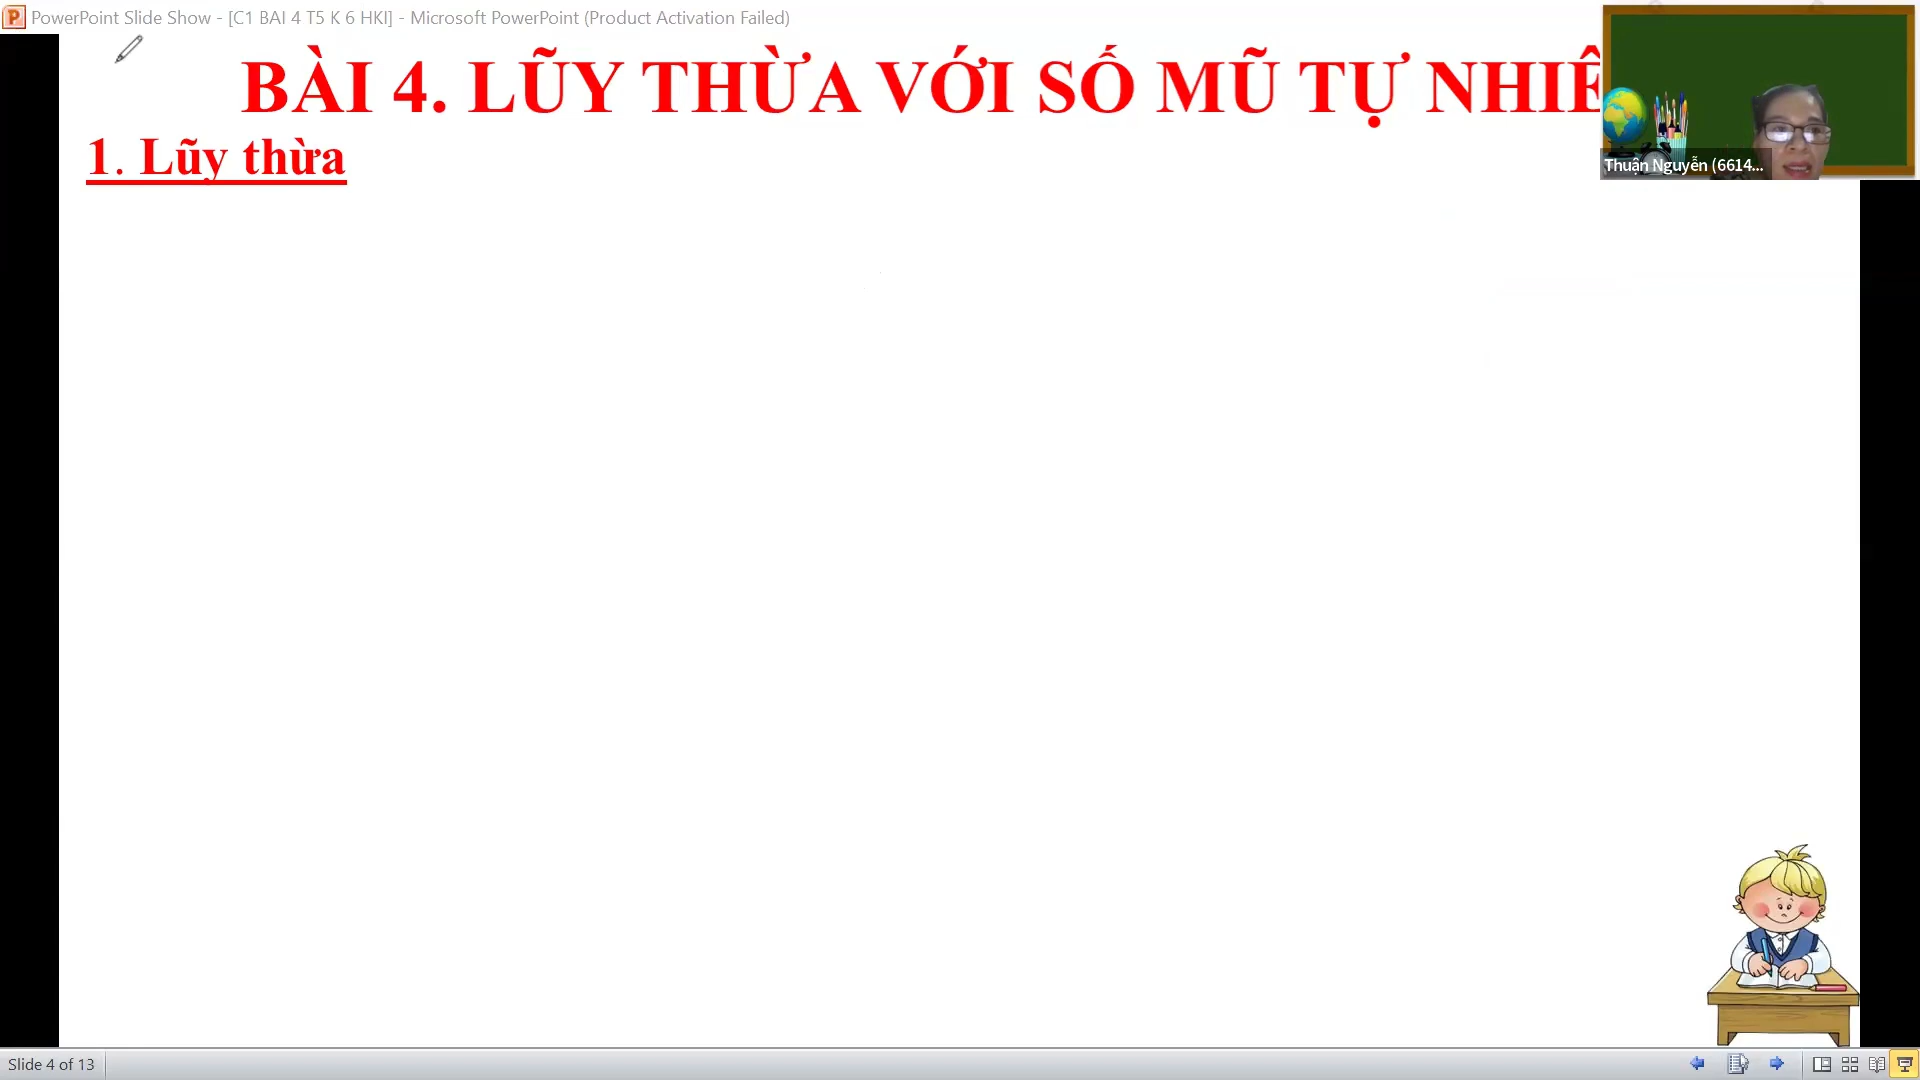 PowerPoint Slide Show - [C1 BAI 4 T5 K 6 HKI] - Microsoft PowerPoint (Product Activation Failed)
BÀI 4. LŨY THỪA VỚI SỐ MŨ TỰ NHIÊ
1. Lũy thừa
Thuận Nguyễn (6614...
Slide 4 of 13